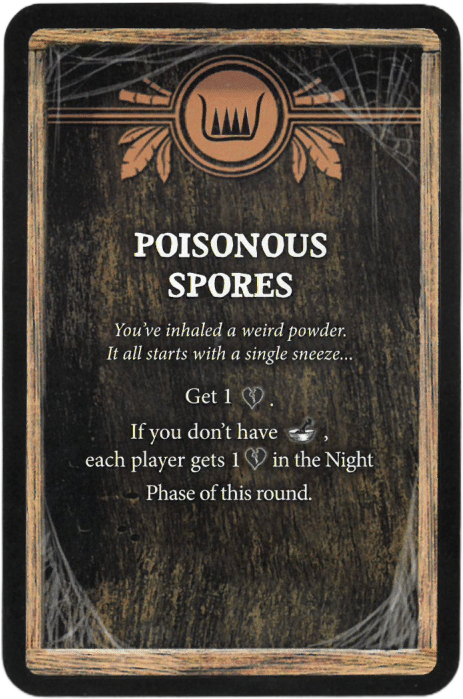 POISONOUS
SPORES
You've inhaled a weird powder.
It all starts with a single sneeze...
Get 1 .
If you don't have ,
each player gets 1 in the Night
Phase of this round.